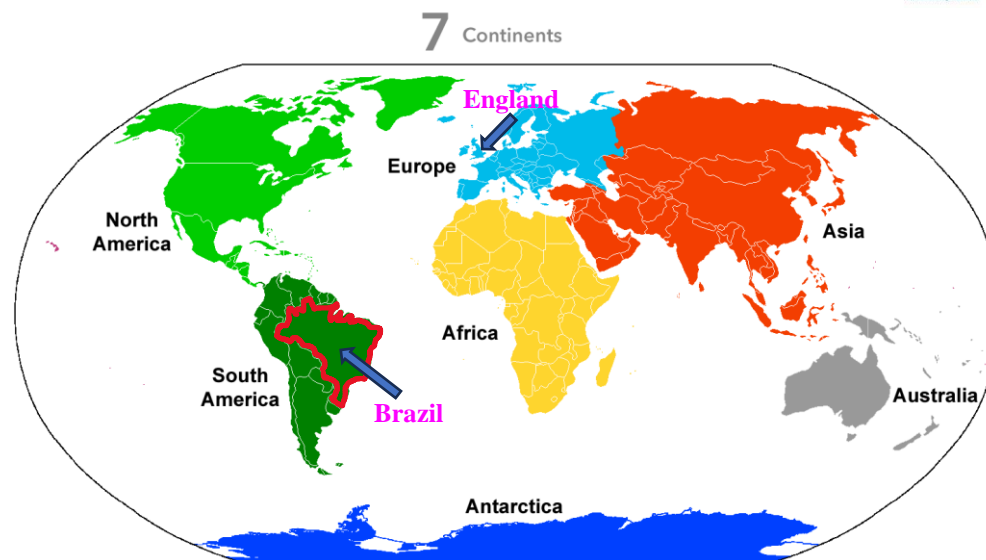 7 Continents
England
Europe
North
America
Asia
Africa
South
America
Australia
Brazil
Antarctica